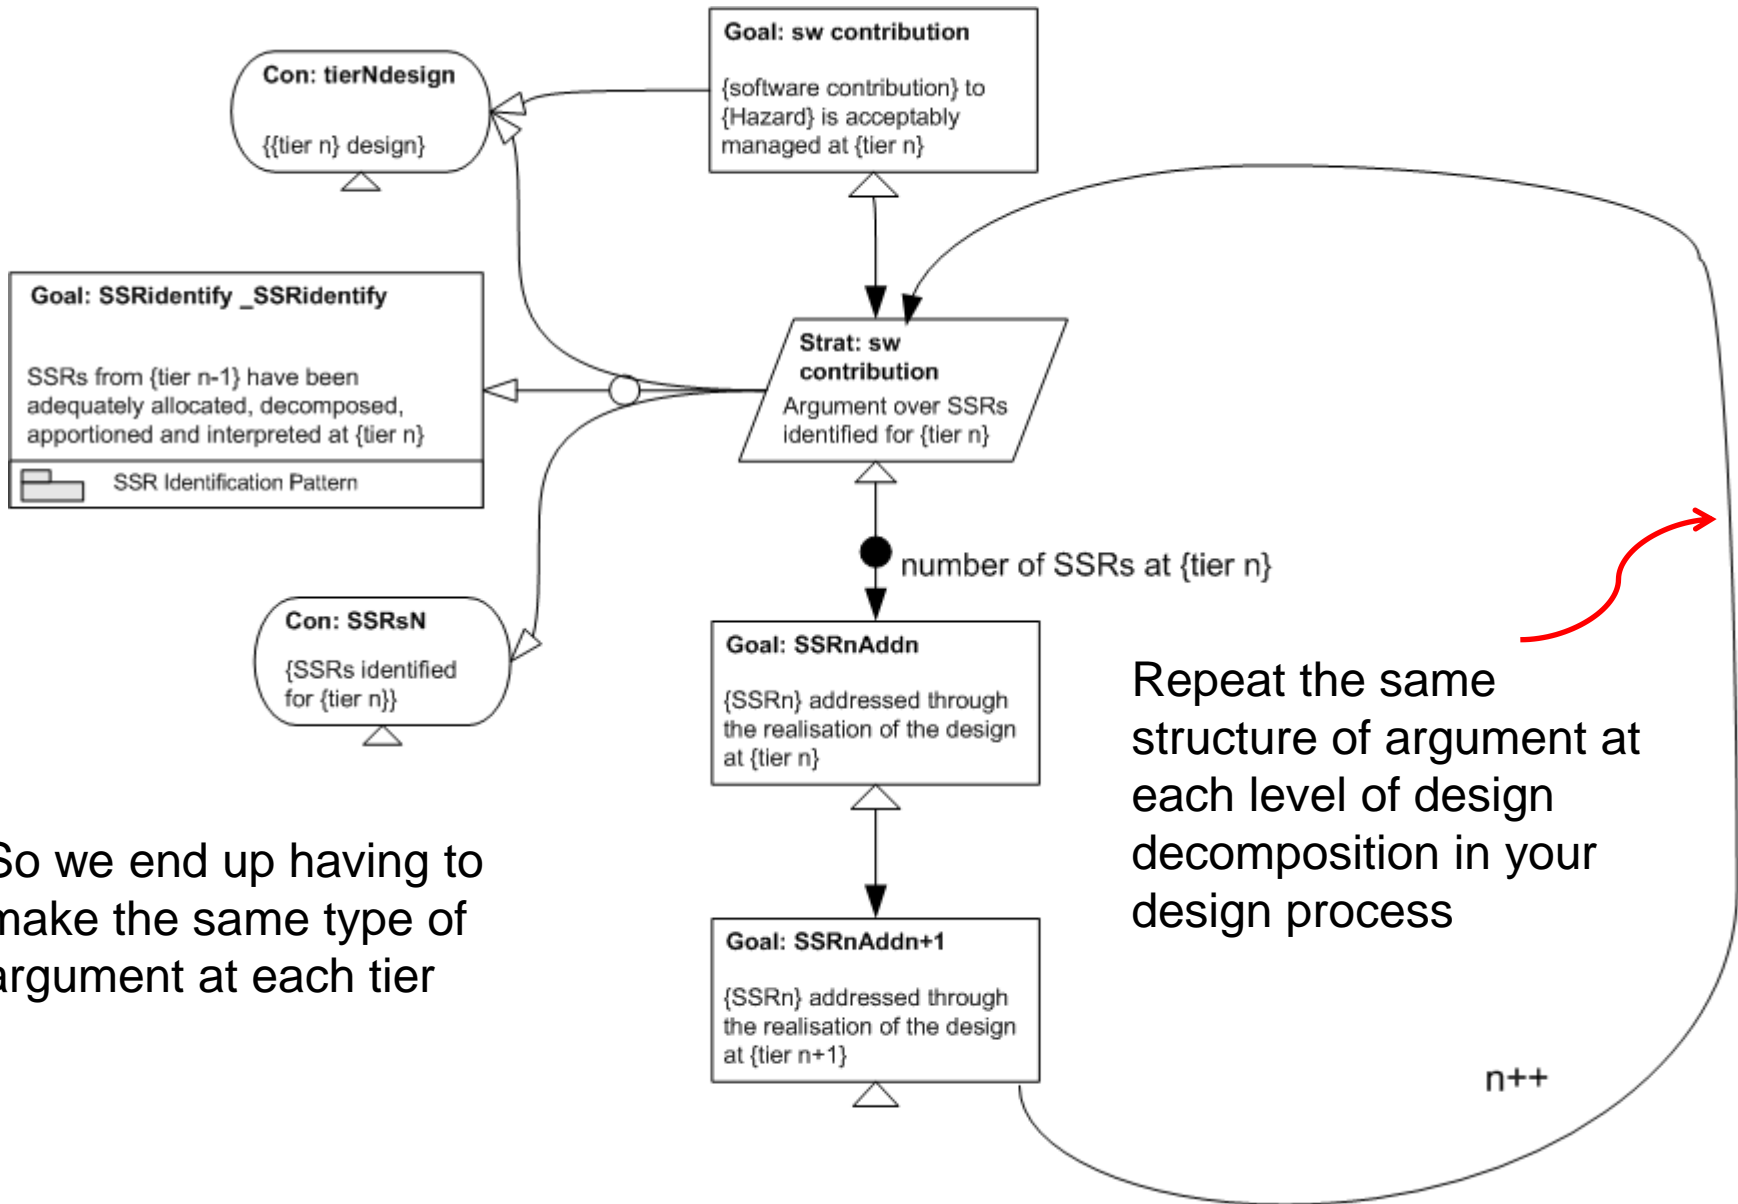 Goal: sw contribution
{software contribution} to
{Hazard} is acceptably
managed at {tier n}
Con: tierNdesign
{{tier n} design}
Goal: SSRidentify _SSRidentify
SSRs from {tier n-1} have been
adequately allocated, decomposed,
apportioned and interpreted at {tier n}
SSR Identification Pattern
Strat: sw
contribution
Argument over SSRs
identified for {tier n}
number of SSRs at {tier n}
Con: SSRsN
{SSRs identified
for {tier n}}
Goal: SSRnAddn
{SSRn} addressed through
the realisation of the design
at {tier n}
Repeat the same
structure of argument at
each level of design
decomposition in your
design process
So we end up having to
make the same type of
argument at each tier
Goal: SSRnAddn+1
{SSRn} addressed through
the realisation of the design
at {tier n+1}
n++